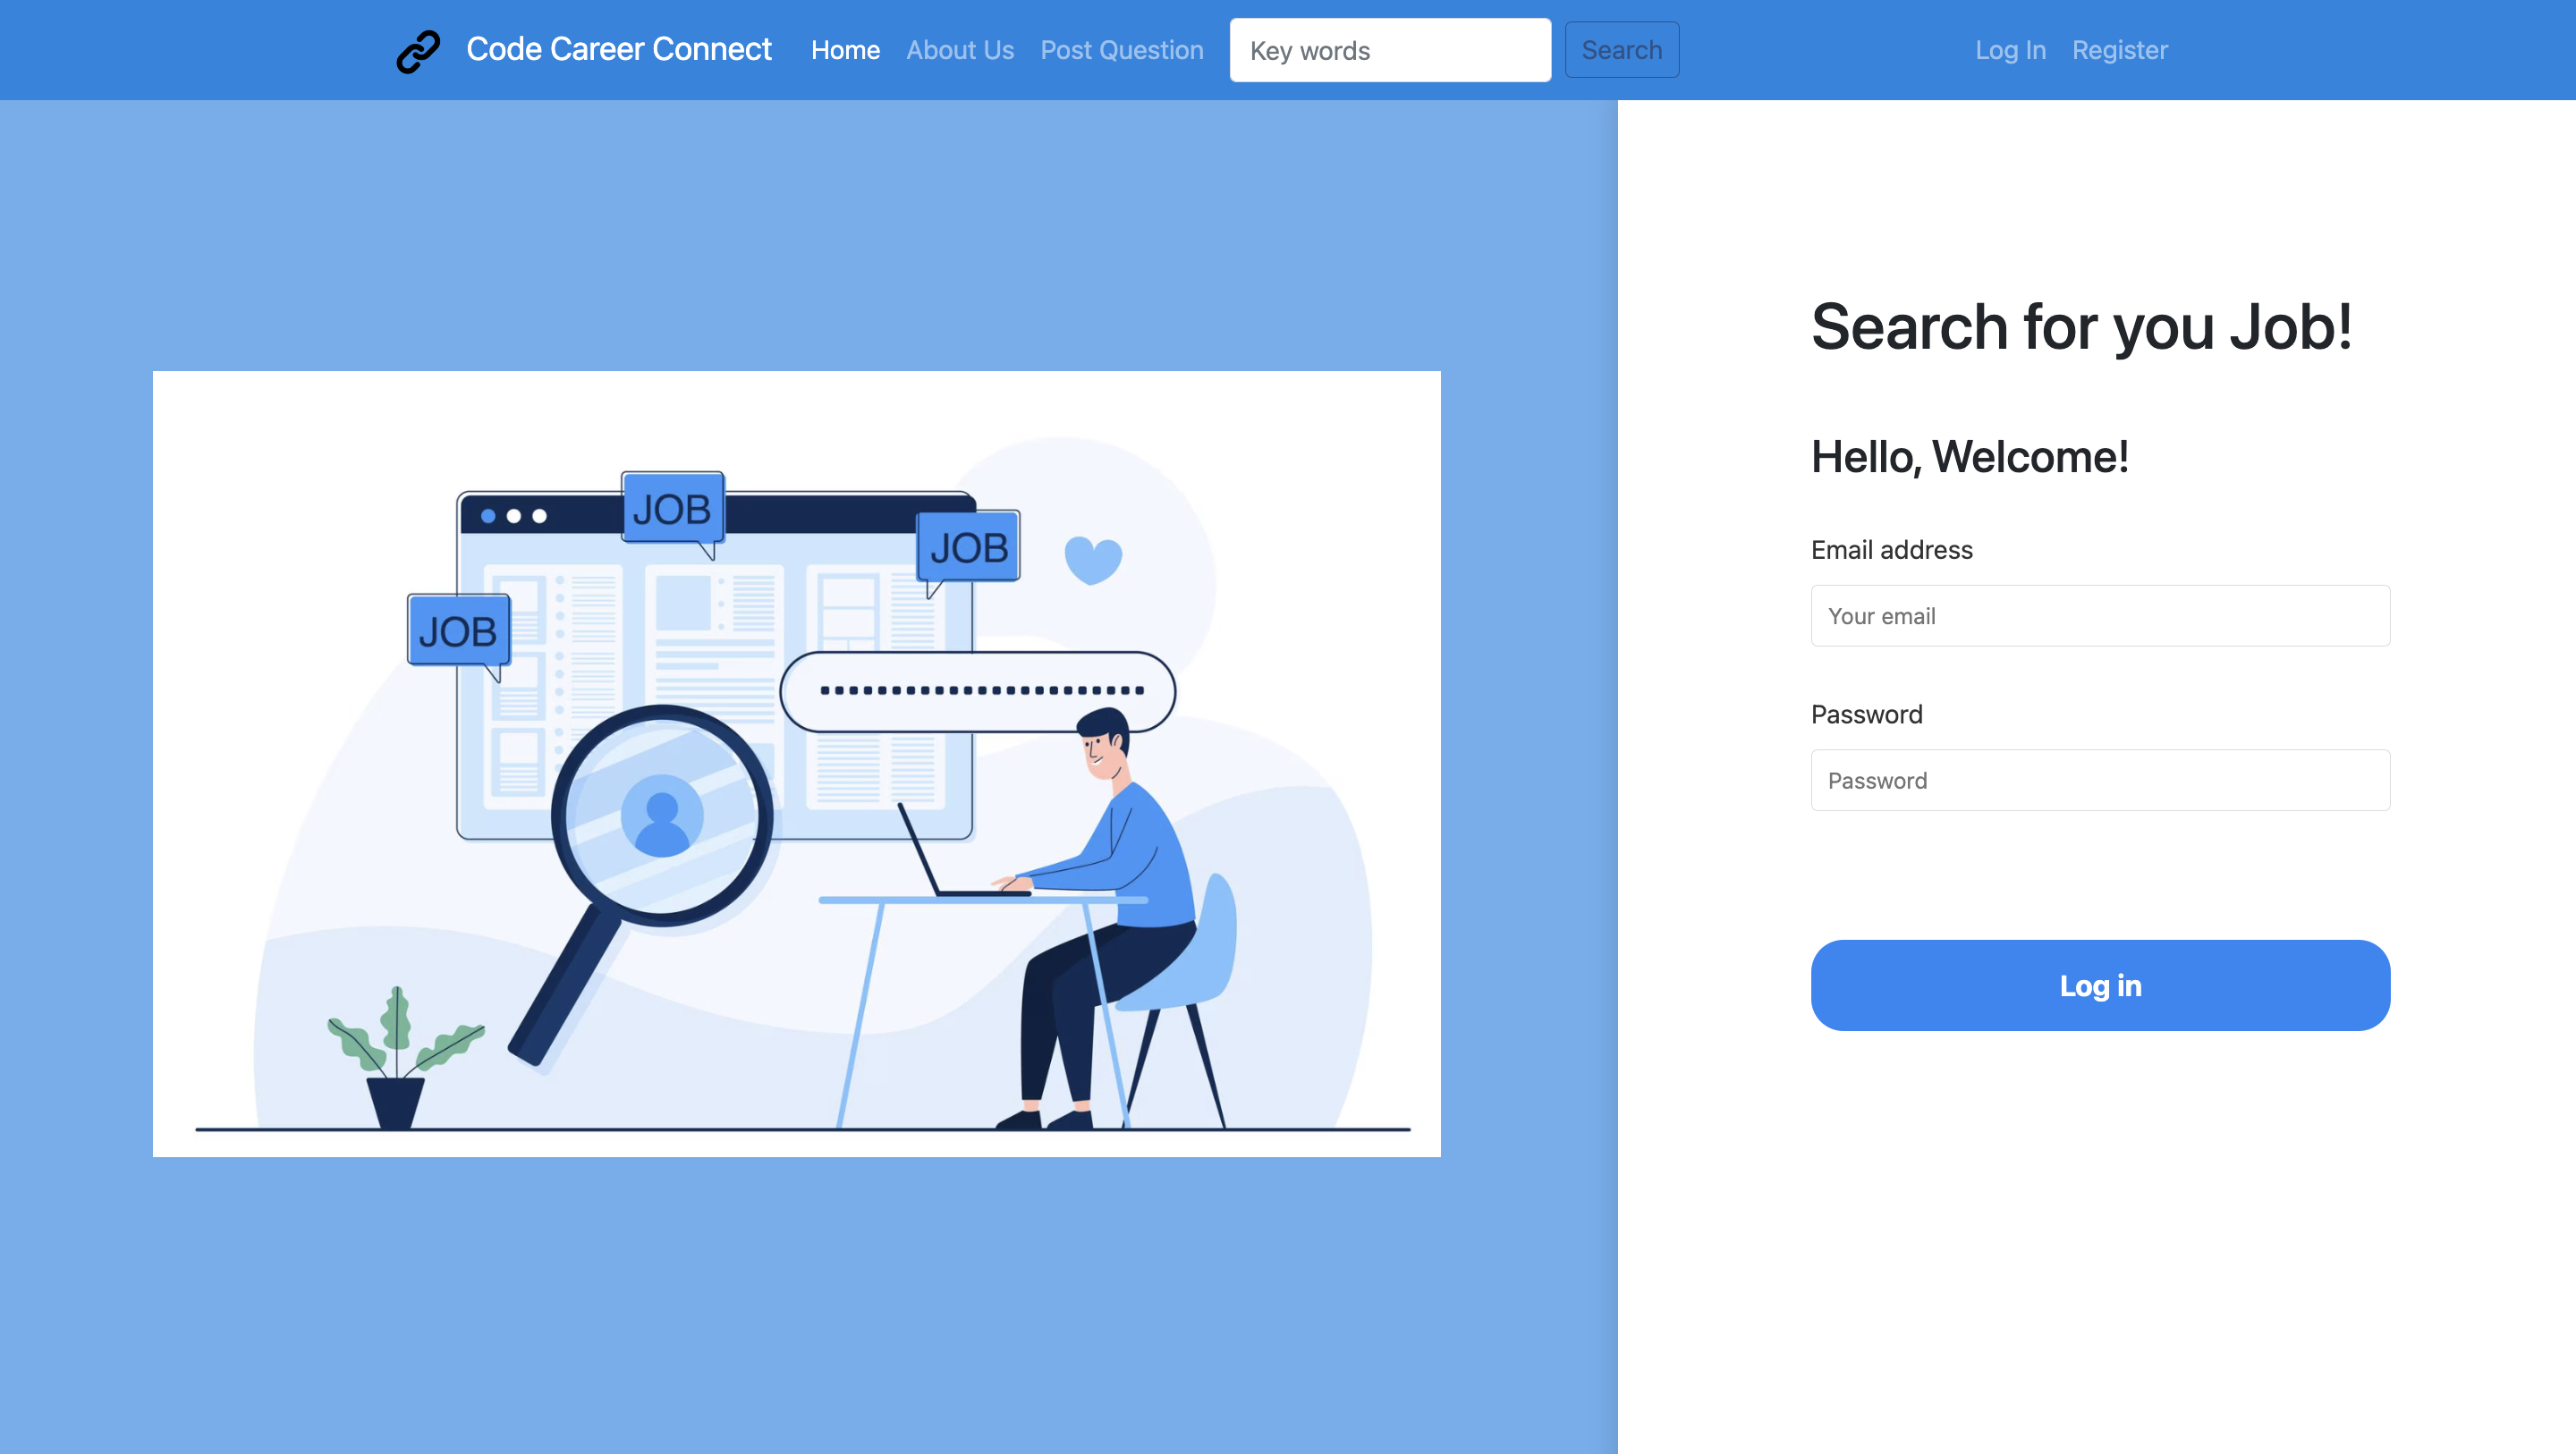 Code Career Connect Home About Us Post Question Key words Search Log In Register
JOB
JOB
JOB
Search for you Job!
Hello, Welcome!
Email address
Your email
Password
Password
Log in